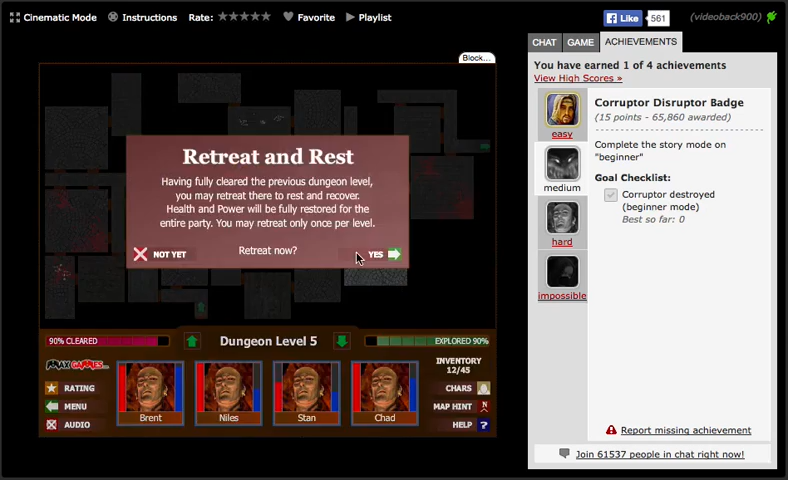 Cinematic Mode
Instructions
Rate:
Favorite
Playlist
Like
561
(videoback900)
Block...
CHAT
GAME
ACHIEVEMENTS
You have earned 1 of 4 achievements
View High Scores »
easy
medium
hard
impossible
Corruptor Disruptor Badge
(15 points - 65,860 awarded)
Complete the story mode on
"beginner"
Goal Checklist:
Corruptor destroyed
(beginner mode)
Best so far: 0
Report missing achievement
Join 61537 people in chat right now!
Retreat and Rest
Having fully cleared the previous dungeon level,
you may retreat there to rest and recover.
Health and Power will be fully restored for the
entire party. You may retreat only once per level.
Retreat now?
NOT YET
YES
90% CLEARED
Dungeon Level 5
EXPLORED 90%
MAXGAMES.COM
RATING
MENU
AUDIO
Brent
Niles
Stan
Chad
INVENTORY
12/45
CHARS
MAP HINT
N
HELP
?